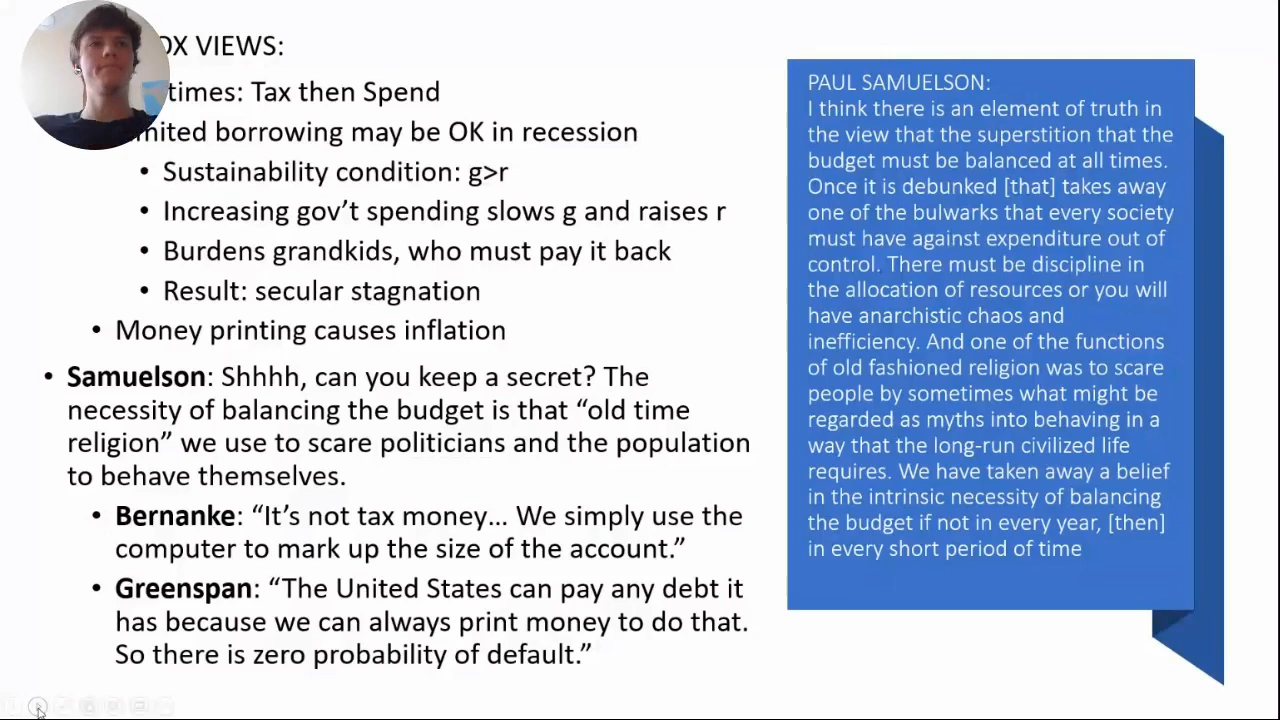 OX VIEWS:
times: Tax then Spend
mited borrowing may be OK in recession
• Sustainability condition: g>r
• Increasing gov’t spending slows g and raises r
• Burdens grandkids, who must pay it back
• Result: secular stagnation
• Money printing causes inflation
• Samuelson: Shhhh, can you keep a secret? The
necessity of balancing the budget is that “old time
religion” we use to scare politicians and the population
to behave themselves.
• Bernanke: “It’s not tax money... We simply use the
computer to mark up the size of the account.”
• Greenspan: “The United States can pay any debt it
has because we can always print money to do that.
So there is zero probability of default.”
PAUL SAMUELSON:
I think there is an element of truth in
the view that the superstition that the
budget must be balanced at all times.
Once it is debunked [that] takes away
one of the bulwarks that every society
must have against expenditure out of
control. There must be discipline in
the allocation of resources or you will
have anarchistic chaos and
inefficiency. And one of the functions
of old fashioned religion was to scare
people by sometimes what might be
regarded as myths into behaving in a
way that the long-run civilized life
requires. We have taken away a belief
in the intrinsic necessity of balancing
the budget if not in every year, [then]
in every short period of time